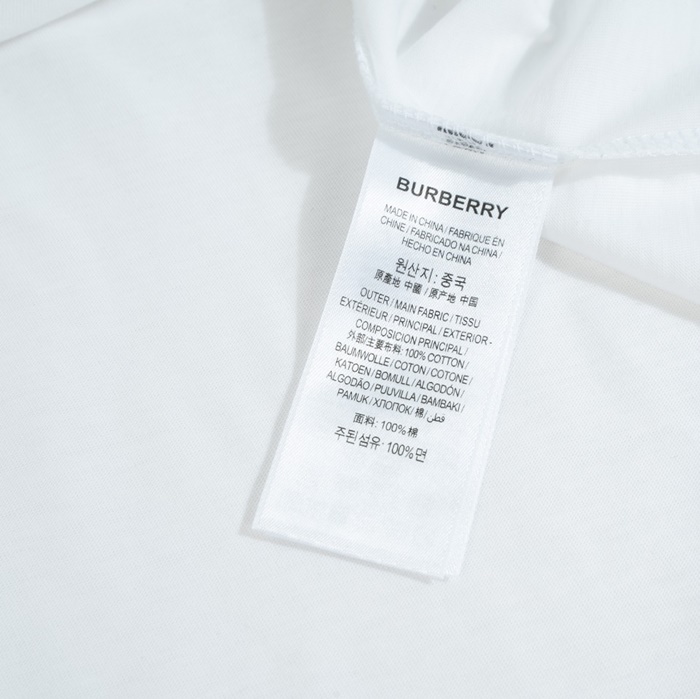 BURBERRY
MADE IN CHINA / FABRIQUE EN
CHINE / FABRICADO NA CHINA /
HECHO EN CHINA
원산지: 중국
原產地 中國 / 原产地 中国
OUTER / MAIN FABRIC / TISSU
EXTÉRIEUR / PRINCIPAL / EXTERIOR-
COMPOSICION PRINCIPAL /
外部/主要布料: 100% COTTON /
BAUMWOLLE / COTON / COTONE /
KATOEN / BOMULL / ALGODÓN /
ALGODÃO / PUUVILLA / BAMBAKI /
PAMUK / ХЛОПОК / 棉 / قطن
面料: 100% 棉
주된섬유: 100% 면